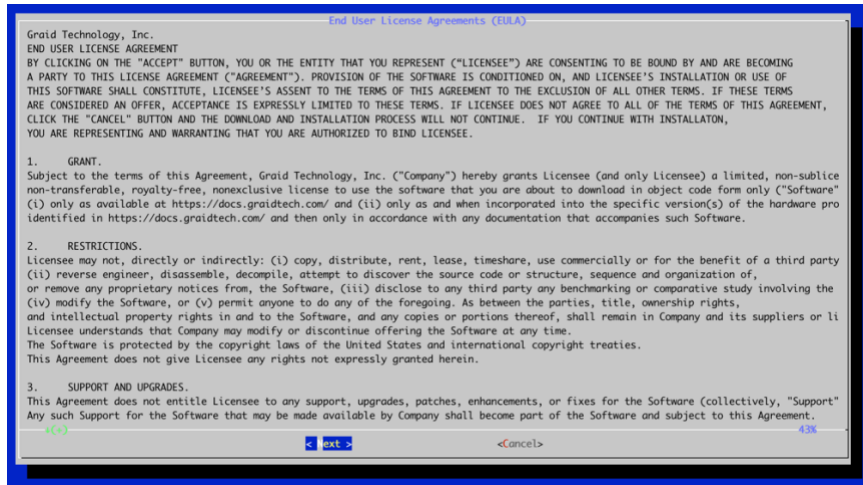 End User License Agreements (EULA)
Graid Technology, Inc.
END USER LICENSE AGREEMENT
BY CLICKING ON THE "ACCEPT" BUTTON, YOU OR THE ENTITY THAT YOU REPRESENT (“LICENSEE”) ARE CONSENTING TO BE BOUND BY AND ARE BECOMING
A PARTY TO THIS LICENSE AGREEMENT ("AGREEMENT"). PROVISION OF THE SOFTWARE IS CONDITIONED ON, AND LICENSEE'S INSTALLATION OR USE OF
THIS SOFTWARE SHALL CONSTITUTE, LICENSEE'S ASSENT TO THE TERMS OF THIS AGREEMENT TO THE EXCLUSION OF ALL OTHER TERMS. IF THESE TERMS
ARE CONSIDERED AN OFFER, ACCEPTANCE IS EXPRESSLY LIMITED TO THESE TERMS. IF LICENSEE DOES NOT AGREE TO ALL OF THE TERMS OF THIS AGREEMENT,
CLICK THE "CANCEL" BUTTON AND THE DOWNLOAD AND INSTALLATION PROCESS WILL NOT CONTINUE. IF YOU CONTINUE WITH INSTALLATON,
YOU ARE REPRESENTING AND WARRANTING THAT YOU ARE AUTHORIZED TO BIND LICENSEE.
1. GRANT.
Subject to the terms of this Agreement, Graid Technology, Inc. ("Company") hereby grants Licensee (and only Licensee) a limited, non-sublice
non-transferable, royalty-free, nonexclusive license to use the software that you are about to download in object code form only ("Software"
(i) only as available at https://docs.graidtech.com/ and (ii) only as and when incorporated into the specific version(s) of the hardware pro
identified in https://docs.graidtech.com/ and then only in accordance with any documentation that accompanies such Software.
2. RESTRICTIONS.
Licensee may not, directly or indirectly: (i) copy, distribute, rent, lease, timeshare, use commercially or for the benefit of a third party
(ii) reverse engineer, disassemble, decompile, attempt to discover the source code or structure, sequence and organization of,
or remove any proprietary notices from, the Software, (iii) disclose to any third party any benchmarking or comparative study involving the
(iv) modify the Software, or (v) permit anyone to do any of the foregoing. As between the parties, title, ownership rights,
and intellectual property rights in and to the Software, and any copies or portions thereof, shall remain in Company and its suppliers or li
Licensee understands that Company may modify or discontinue offering the Software at any time.
The Software is protected by the copyright laws of the United States and international copyright treaties.
This Agreement does not give Licensee any rights not expressly granted herein.
3. SUPPORT AND UPGRADES.
This Agreement does not entitle Licensee to any support, upgrades, patches, enhancements, or fixes for the Software (collectively, "Support"
Any such Support for the Software that may be made available by Company shall become part of the Software and subject to this Agreement.
43%
< Next > <Cancel>